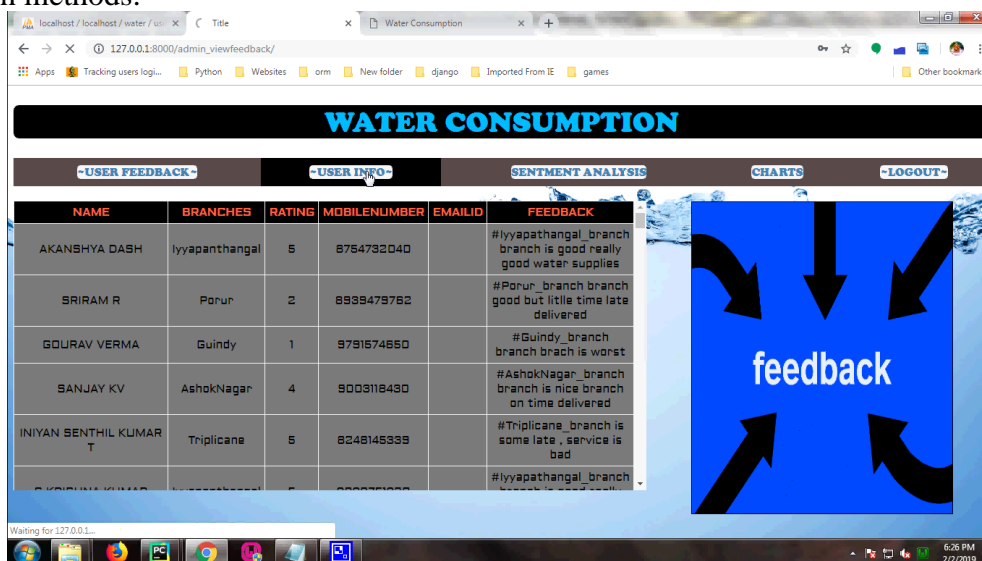 n methods.
localhost / localhost / water / us
Title
Water Consumption
127.0.0.1:8000/admin_viewfeedback/
Apps Tracking users logi... Python Websites orm New folder django Imported From IE games Other bookmark
WATER CONSUMPTION
~USER FEEDBACK~ ~USER INFO~ SENTMENT ANALYSIS CHARTS ~LOGOUT~
NAME BRANCHES RATING MOBILENUMBER EMAILID FEEDBACK
AKANSHYA DASH Iyyapanthangal 5 8754732040 #Iyyapathangal_branch
branch is good really
good water supplies
SRIRAM R Porur 2 8939479762 #Porur_branch branch
good but litlle time late
delivered
GOURAV VERMA Guindy 1 9791574650 #Guindy_branch
branch brach is worst
SANJAY KV AshokNagar 4 9003118430 #AshokNagar_branch
branch is nice branch
on time delivered
INIYAN SENTHIL KUMAR
T Triplicane 5 8248145339 #Triplicane_branch is
some late , service is
bad
#Iyyapathangal_branch
feedback
Waiting for 127.0.0.1...
PC
6:26 PM
2/2/2019